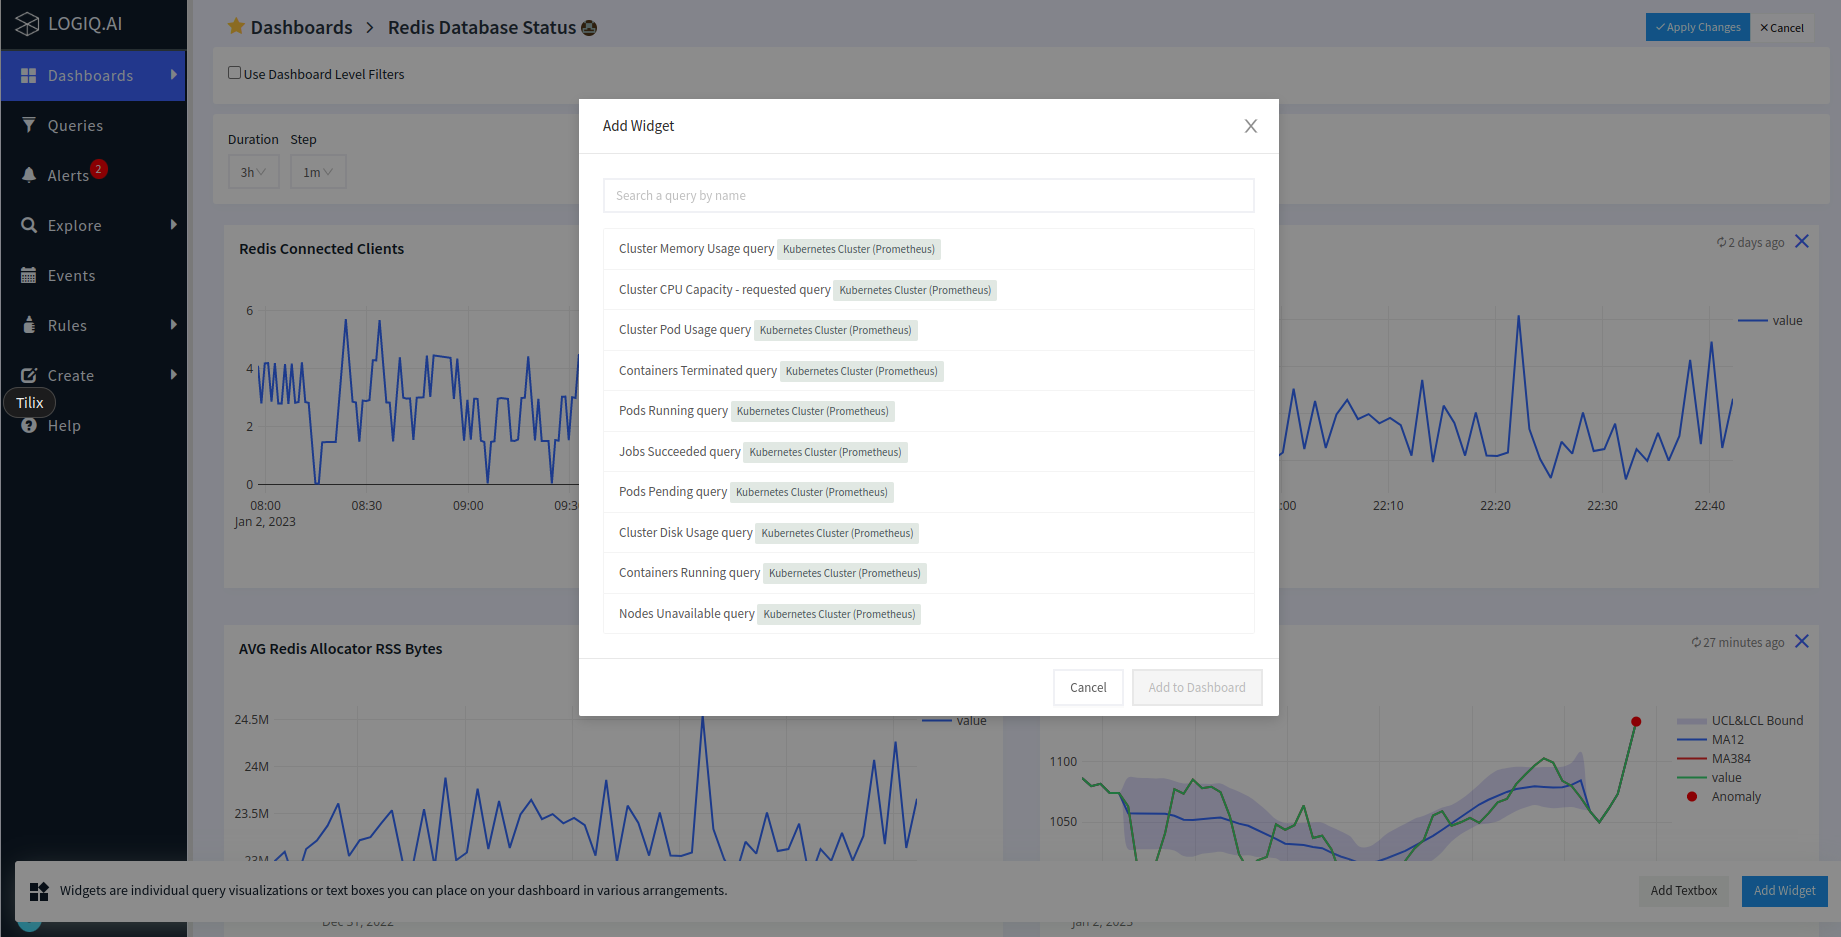 LOGIQ.AI
Dashboards
Queries
Alerts 2
Explore
Events
Rules
Create
Tilix
Help
Dashboards > Redis Database Status
Apply Changes
Cancel
Use Dashboard Level Filters
Duration Step
3h 1m
Redis Connected Clients
6
4
2
0
08:00 08:30 09:00 09:3
Jan 2, 2023
2 days ago
value
:00 22:10 22:20 22:30 22:40
Add Widget
Search a query by name
Cluster Memory Usage query Kubernetes Cluster (Prometheus)
Cluster CPU Capacity - requested query Kubernetes Cluster (Prometheus)
Cluster Pod Usage query Kubernetes Cluster (Prometheus)
Containers Terminated query Kubernetes Cluster (Prometheus)
Pods Running query Kubernetes Cluster (Prometheus)
Jobs Succeeded query Kubernetes Cluster (Prometheus)
Pods Pending query Kubernetes Cluster (Prometheus)
Cluster Disk Usage query Kubernetes Cluster (Prometheus)
Containers Running query Kubernetes Cluster (Prometheus)
Nodes Unavailable query Kubernetes Cluster (Prometheus)
Cancel
Add to Dashboard
AVG Redis Allocator RSS Bytes
24.5M
24M
23.5M
23M
value
27 minutes ago
1100
1050
UCL&LCL Bound
MA12
MA384
value
Anomaly
Widgets are individual query visualizations or text boxes you can place on your dashboard in various arrangements.
Add Textbox
Add Widget
Dec 31, 2022
Jan 2, 2023